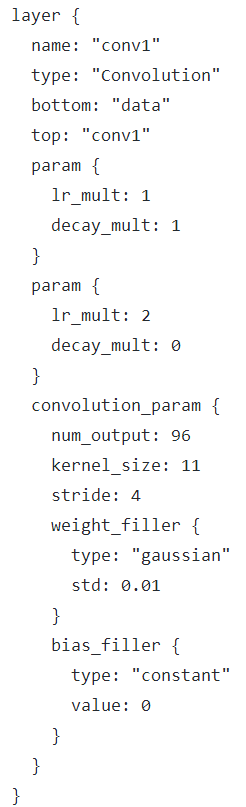 layer {
  name: "conv1"
  type: "Convolution"
  bottom: "data"
  top: "conv1"
  param {
    lr_mult: 1
    decay_mult: 1
  }
  param {
    lr_mult: 2
    decay_mult: 0
  }
  convolution_param {
    num_output: 96
    kernel_size: 11
    stride: 4
    weight_filler {
      type: "gaussian"
      std: 0.01
    }
    bias_filler {
      type: "constant"
      value: 0
    }
  }
}